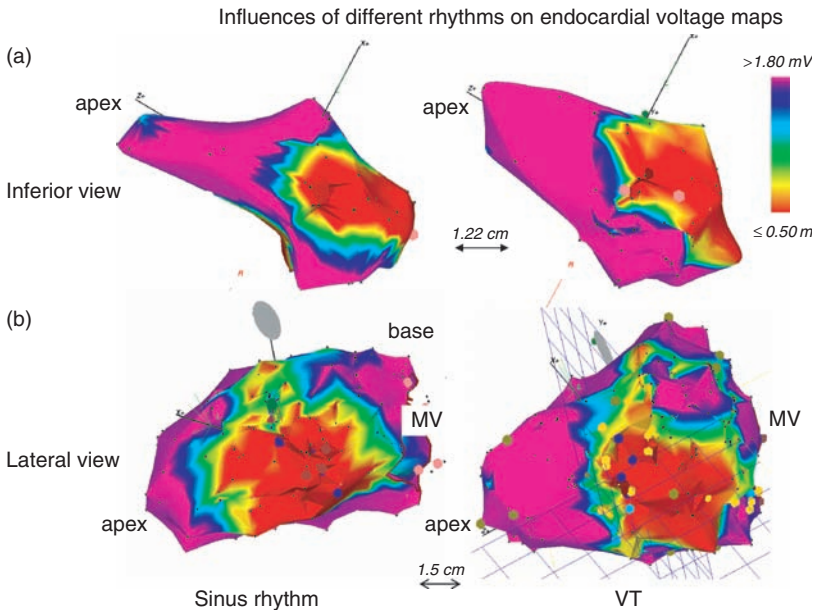 Influences of different rhythms on endocardial voltage maps
(a)
>1.80 mV
apex
apex
Inferior view
1.22 cm
≤ 0.50 m
(b)
base
MV
MV
Lateral view
apex
apex
1.5 cm
Sinus rhythm
VT